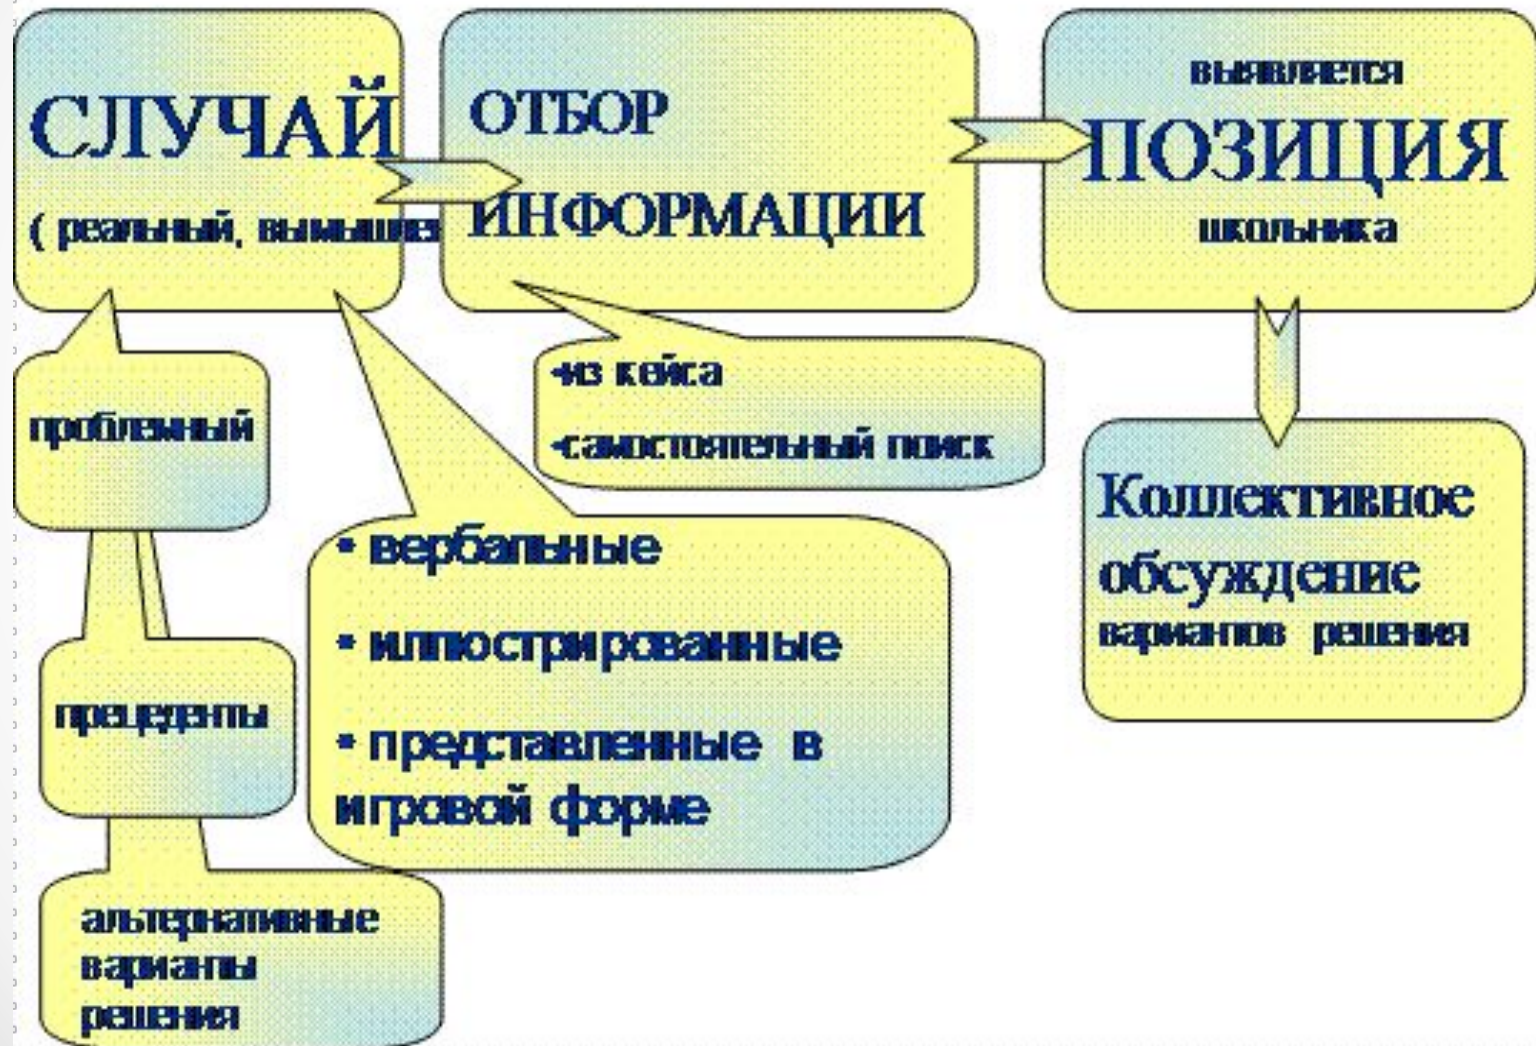 СЛУЧАЙ
( реальный, вымышлен
ОТБОР
ИНФОРМАЦИИ
выявляется
ПОЗИЦИЯ
школьника
проблемный
•из кейса
•самостоятельный поиск
• вербальные
• иллюстрированные
• представленные в
игровой форме
Коллективное
обсуждение
вариантов решения
прецеденты
альтернативные
варианты
решения